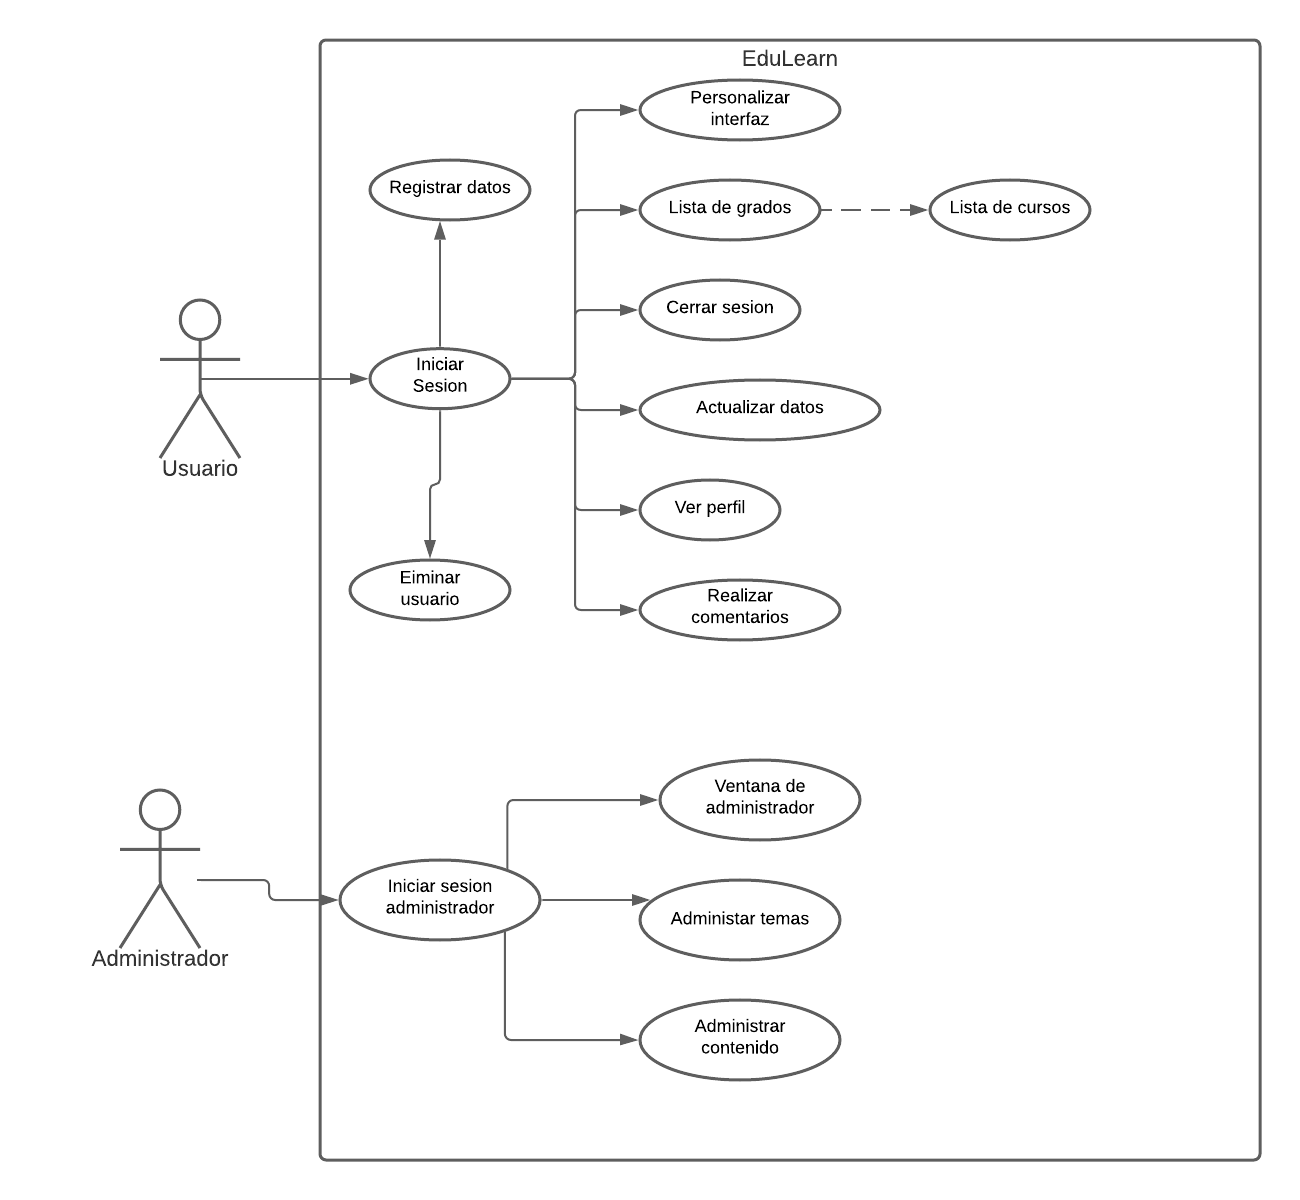 EduLearn
Personalizar
interfaz
Registrar datos
Lista de grados
Lista de cursos
Cerrar sesion
Iniciar
Sesion
Actualizar datos
Usuario
Ver perfil
Eiminar
usuario
Realizar
comentarios
Ventana de
administrador
Iniciar sesion
administrador
Administar temas
Administrador
Administrar
contenido